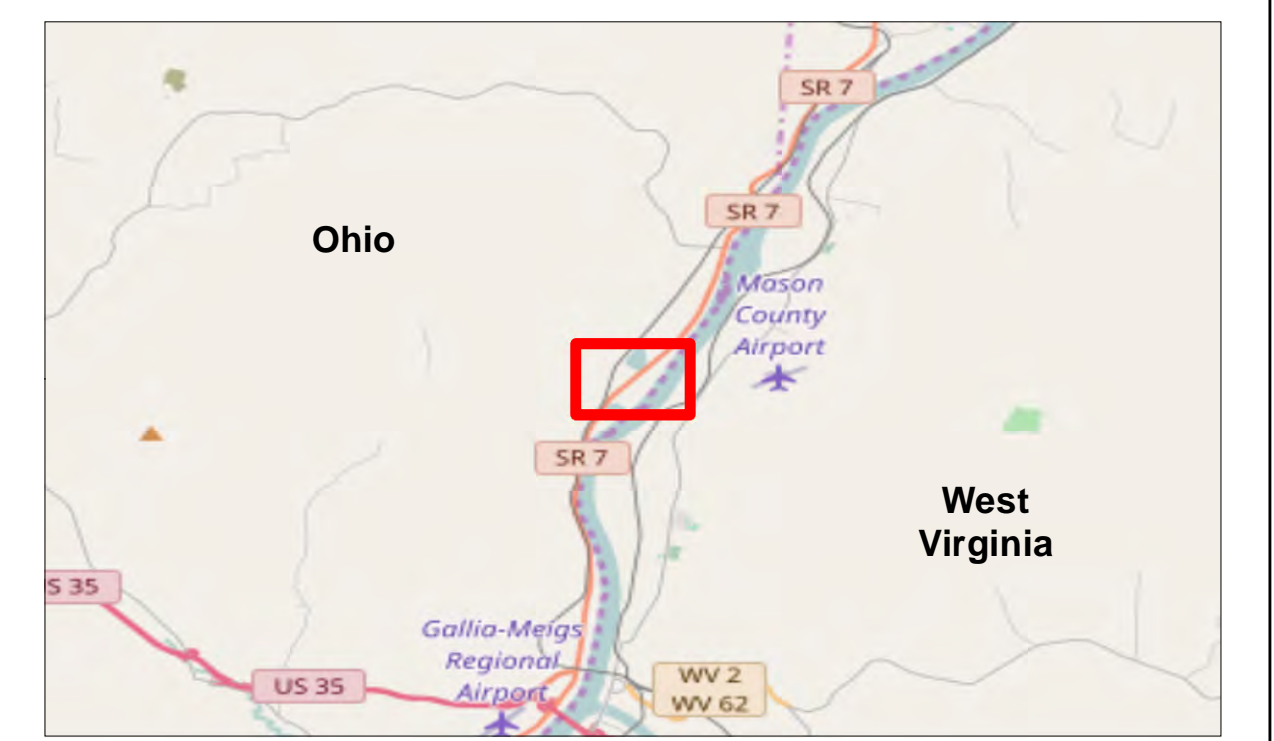 SR 7
SR 7
Ohio
Mason
County
Airport
SR 7
West
Virginia
S 35
Gallia-Meigs
Regional
Airport
US 35
WV 2
WV 62